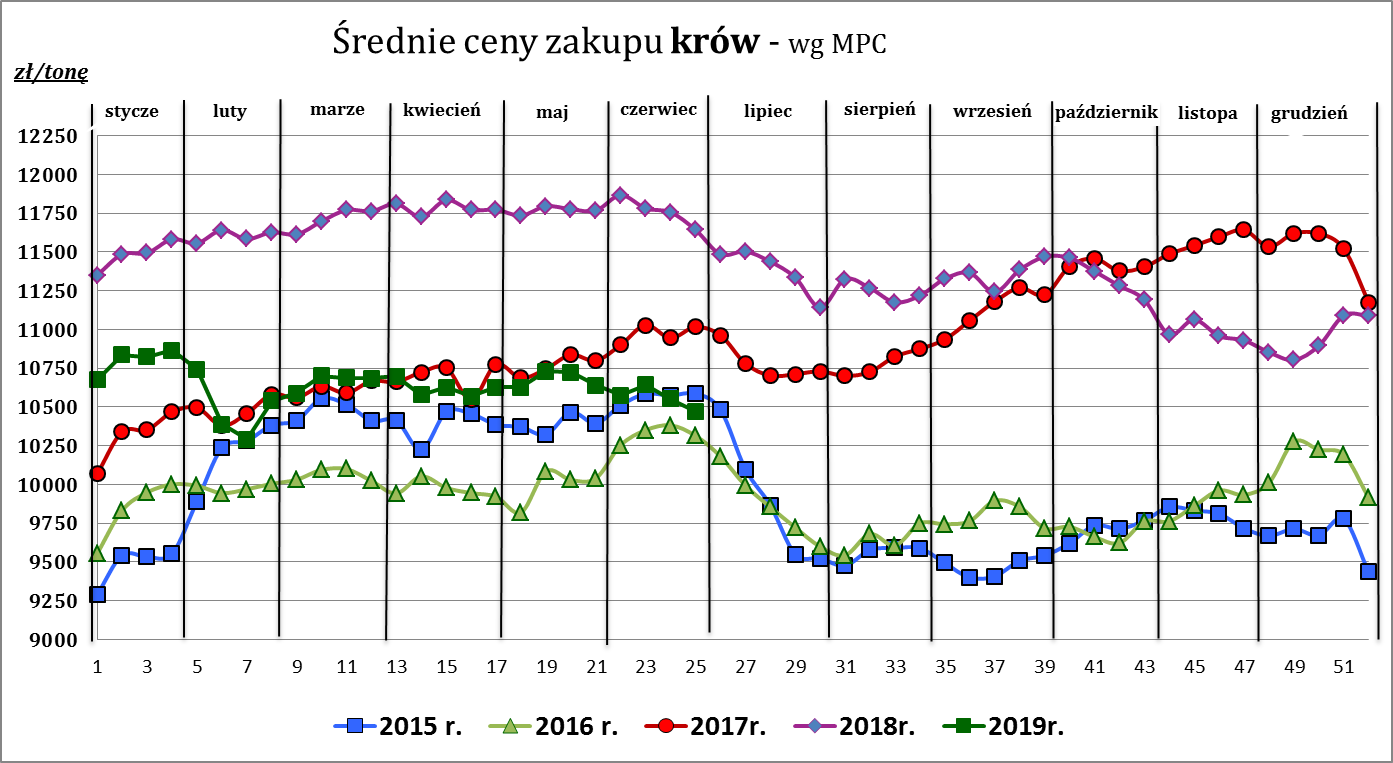 Średnie ceny zakupu krów - wg MPC
zł/tonę
stycze luty marze kwiecień maj czerwiec lipiec sierpień wrzesień październik listopa grudzień
12250
12000
11750
11500
11250
11000
10750
10500
10250
10000
9750
9500
9250
9000
1 3 5 7 9 11 13 15 17 19 21 23 25 27 29 31 33 35 37 39 41 43 45 47 49 51
2015 r. 2016 r. 2017r. 2018r. 2019r.